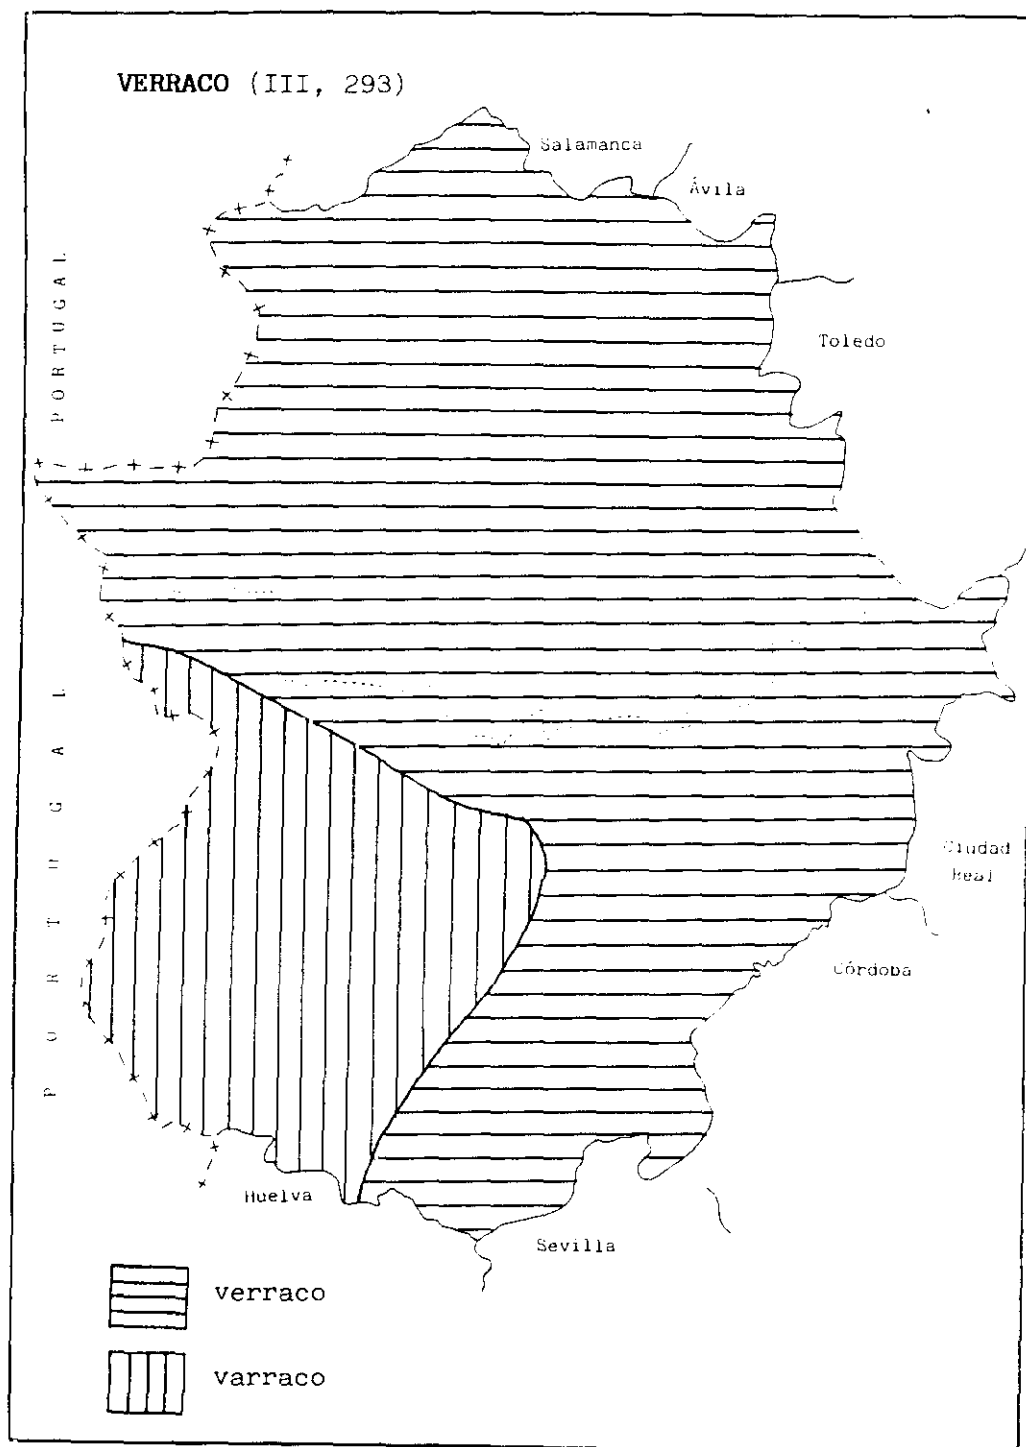 VERRACO (III, 293)
Salamanca
Ávila
PORTUGAL
Toledo
PORTUGAL
Ciudad
Real
Córdoba
Huelva
Sevilla
verraco
varraco